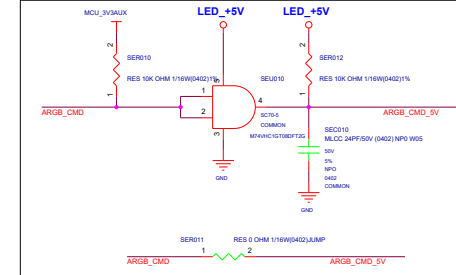 MCU_3V3AUX
LED_+5V
LED_+5V
2
SER010
RES 10K OHM 1/16W(0402)1%
1
2
SER012
RES 10K OHM 1/16W(0402)1%
1
5
SEU010
1
2
4
3
SC70-5
COMMON
M74VHC1GT08DFT2G
ARGB_CMD
ARGB_CMD_5V
SEC010
MLCC 24PF/50V (0402) NP0 W05
50V
5%
NPO
0402
COMMON
GND
GND
SER011
RES 0 OHM 1/16W(0402)JUMP
1
2
ARGB_CMD
ARGB_CMD_5V